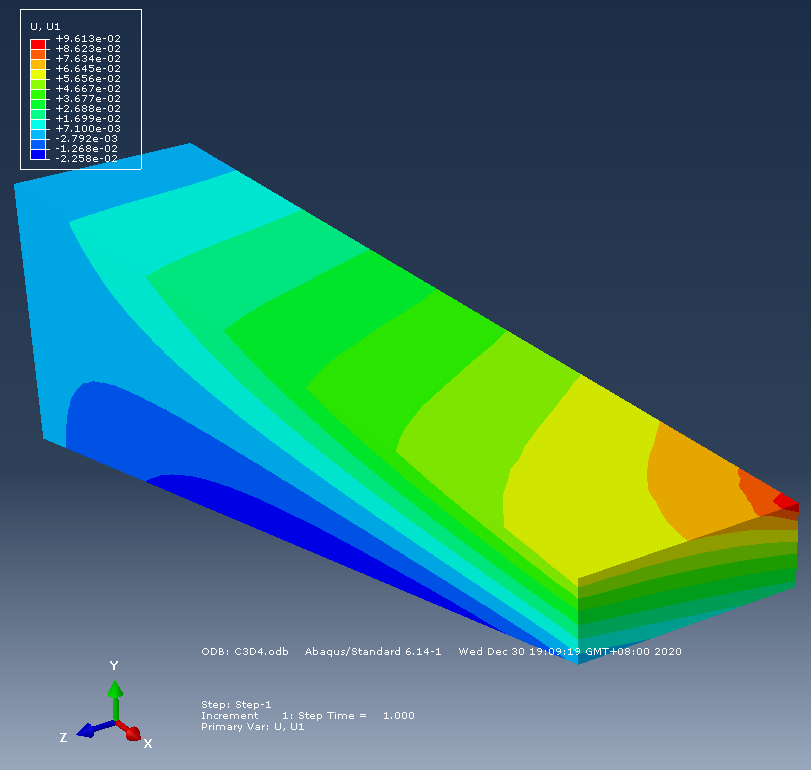 U, U1
+9.613e-02
+8.623e-02
+7.634e-02
+6.645e-02
+5.656e-02
+4.667e-02
+3.677e-02
+2.688e-02
+1.699e-02
+7.100e-03
-2.792e-03
-1.268e-02
-2.258e-02
ODB: C3D4.odb    Abaqus/Standard 6.14-1    Wed Dec 30 19:09:19 GMT+08:00 2020
Y
Z
X
Step: Step-1
Increment    1: Step Time =    1.000
Primary Var: U, U1